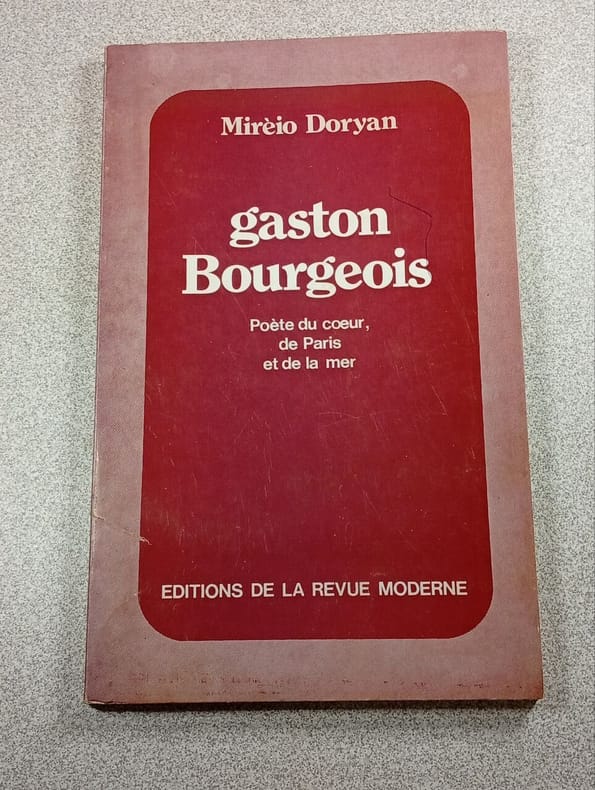 Mirèio Doryan
gaston
Bourgeois
Poète du coeur,
de Paris
et de la mer
EDITIONS DE LA REVUE MODERNE